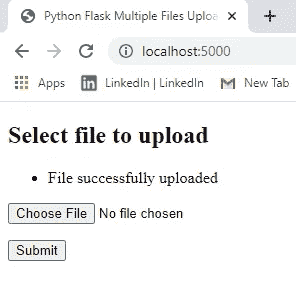 Python Flask Multiple Files Uploa
localhost:5000
Apps LinkedIn | LinkedIn New Tab
Select file to upload
File successfully uploaded
Choose File No file chosen
Submit